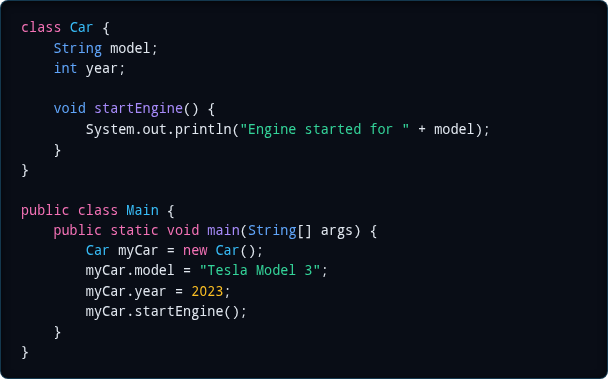 class Car {
    String model;
    int year;

    void startEngine() {
        System.out.println("Engine started for " + model);
    }
}

public class Main {
    public static void main(String[] args) {
        Car myCar = new Car();
        myCar.model = "Tesla Model 3";
        myCar.year = 2023;
        myCar.startEngine();
    }
}